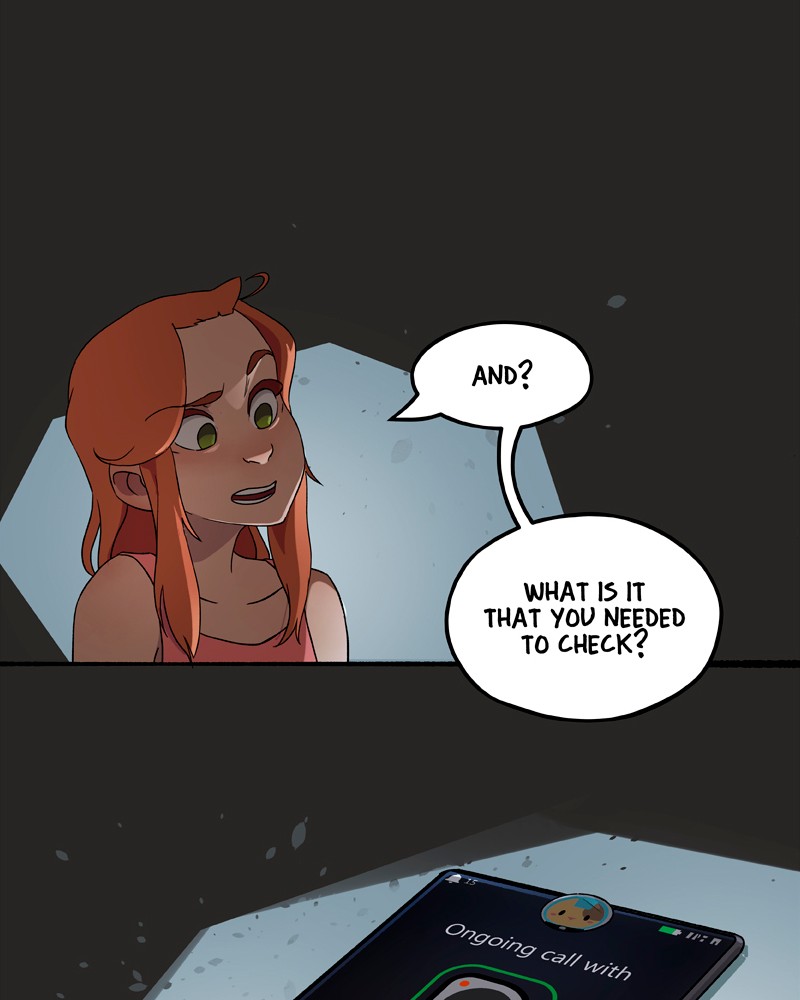 AND?
WHAT IS IT
THAT YOU NEEDED
TO CHECK?
Ongoing call with